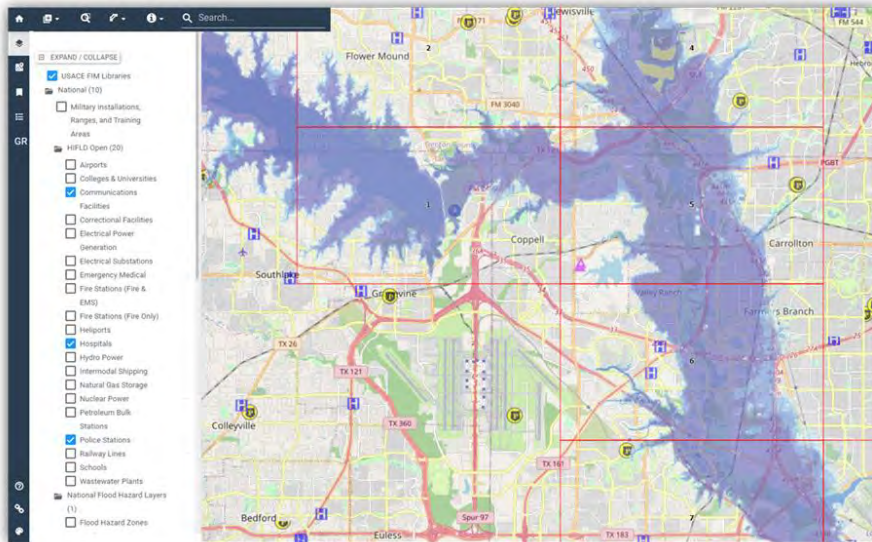 Search...
EXPAND / COLLAPSE
USACE FIM Libraries
National (10)
Military Installations,
Ranges, and Training
Areas
HIFLD Open (20)
Airports
Colleges & Universities
Communications
Facilities
Correctional Facilities
Electrical Power
Generation
Electrical Substations
Emergency Medical
Fire Stations (Fire &
EMS)
Fire Stations (Fire Only)
Heliports
Hospitals
Hydro Power
Intermodal Shipping
Natural Gas Storage
Nuclear Power
Petroleum Bulk
Stations
Police Stations
Railway Lines
Schools
Wastewater Plants
National Flood Hazard Layers
(1)
Flood Hazard Zones
GR
2
4
FM 544
Flower Mound
FM 3040
PGBT
1
5
Coppell
Carrollton
Southlake
Grapevine
Valley Ranch
Farmers Branch
TX 26
6
TX 121
Colleyville
TX 360
TX 161
Bedford
Euless
Spur 97
TX 183
7